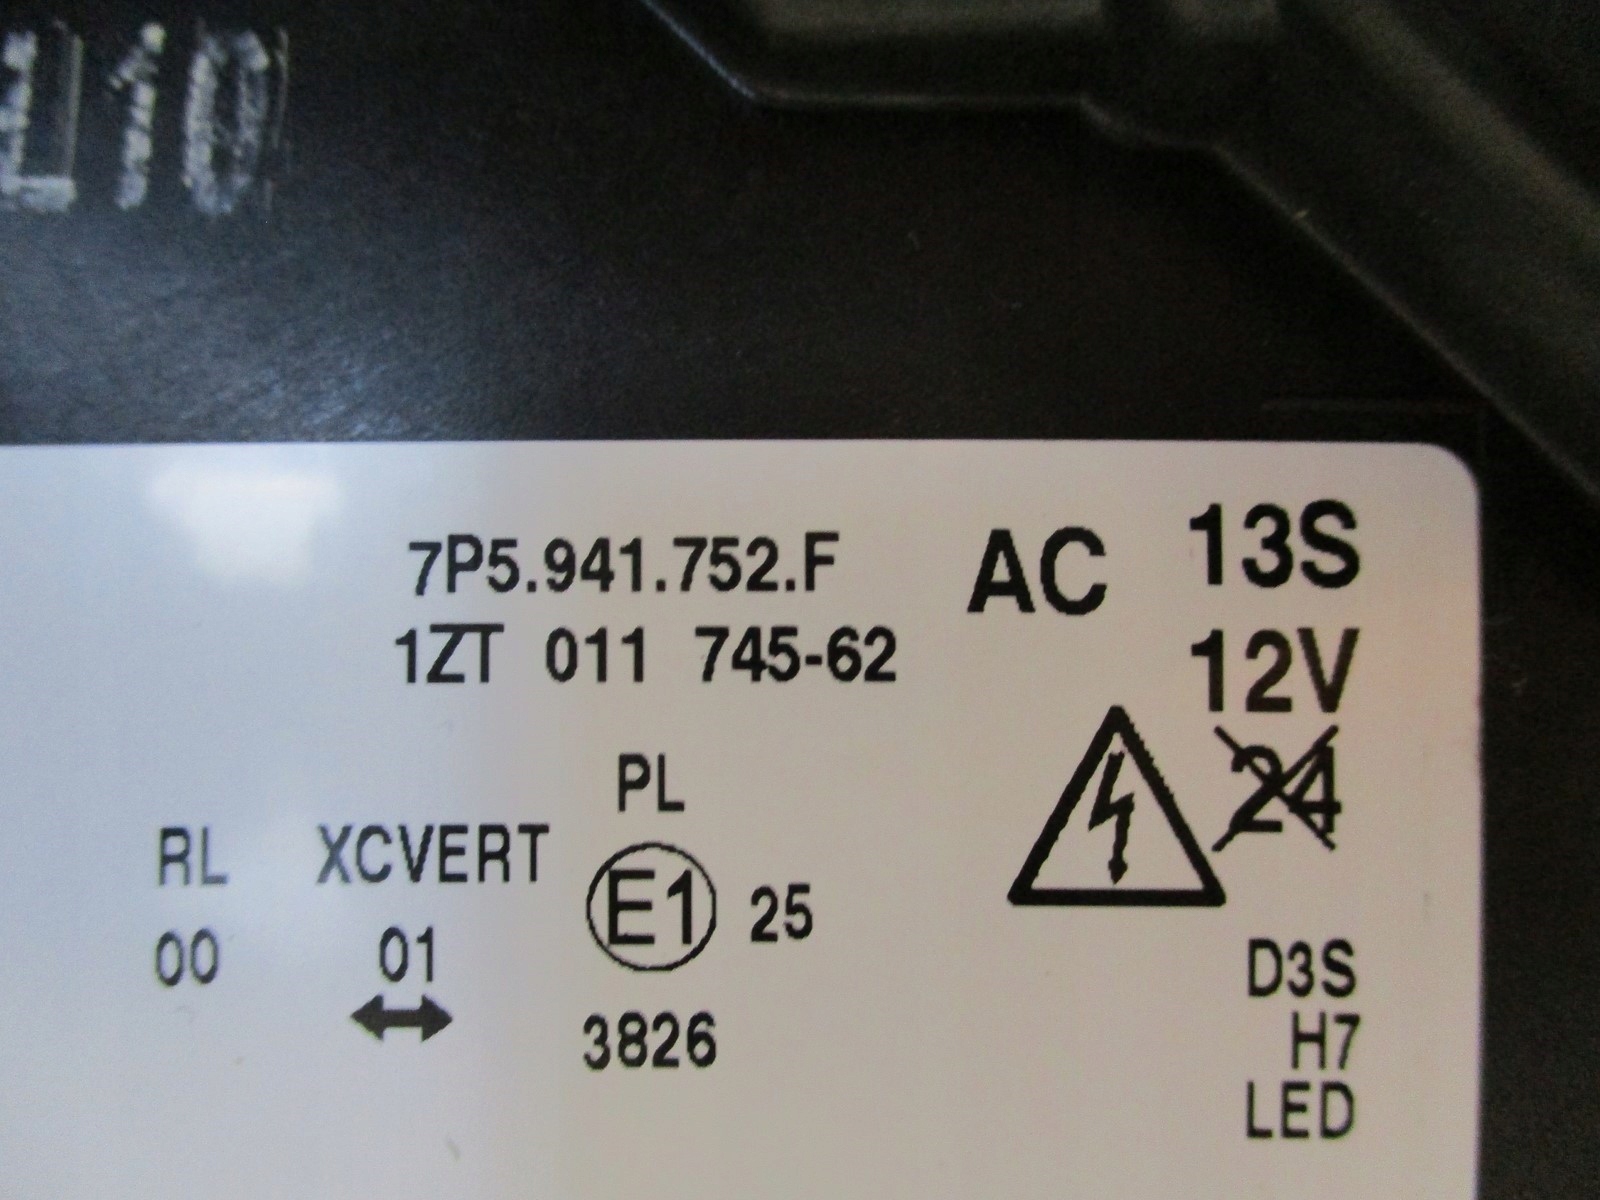 110
7P5.941.752.F AC 13S
1ZT 011 745-62 12V
24
PL
RL XCVERT
E1 25
00 01
3826
D3S
H7
LED